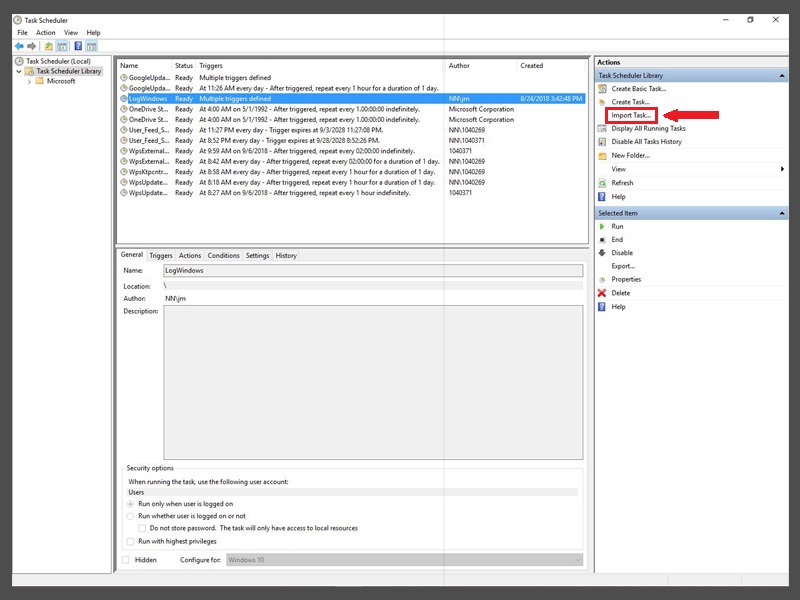 Task Scheduler
File Action View Help
Task Scheduler (Local)
Task Scheduler Library
Microsoft
Name Status Triggers Author Created
GoogleUpda... Ready Multiple triggers defined
GoogleUpda... Ready At 11:26 AM every day - After triggered, repeat every 1 hour for a duration of 1 day.
LogWindows Ready Multiple triggers defined NN\jm 8/24/2018 3:42:48 PM
OneDrive St... Ready At 4:00 AM on 5/1/1992 - After triggered, repeat every 1.00:00:00 indefinitely. Microsoft Corporation
OneDrive St... Ready At 4:00 AM on 5/1/1992 - After triggered, repeat every 1.00:00:00 indefinitely. Microsoft Corporation
User_Feed_S... Ready At 11:27 PM every day - Trigger expires at 9/3/2028 11:27:08 PM. NN\1040269
User_Feed_S... Ready At 8:52 PM every day - Trigger expires at 9/28/2028 8:52:26 PM. NN\1040371
WpsExternal... Ready At 9:59 AM on 9/6/2018 - After triggered, repeat every 02:00:00 indefinitely. 1040371
WpsExternal... Ready At 8:42 AM every day - After triggered, repeat every 02:00:00 for a duration of 1 day. NN\1040269
WpsKtpcntr... Ready At 8:58 AM every day - After triggered, repeat every 1 hour for a duration of 1 day. NN\1040269
WpsUpdate... Ready At 8:18 AM every day - After triggered, repeat every 1 hour for a duration of 1 day. NN\1040269
WpsUpdate... Ready At 8:27 AM on 9/6/2018 - After triggered, repeat every 1 hour indefinitely. 1040371
General Triggers Actions Conditions Settings History
Name: LogWindows
Location: \
Author: NN\jm
Description:
Security options
When running the task, use the following user account:
Users
Run only when user is logged on
Run whether user is logged on or not
Do not store password. The task will only have access to local resources
Run with highest privileges
Hidden Configure for: Windows 10
Actions
Task Scheduler Library
Create Basic Task...
Create Task...
Import Task...
Display All Running Tasks
Disable All Tasks History
New Folder...
View
Refresh
Help
Selected Item
Run
End
Disable
Export...
Properties
Delete
Help